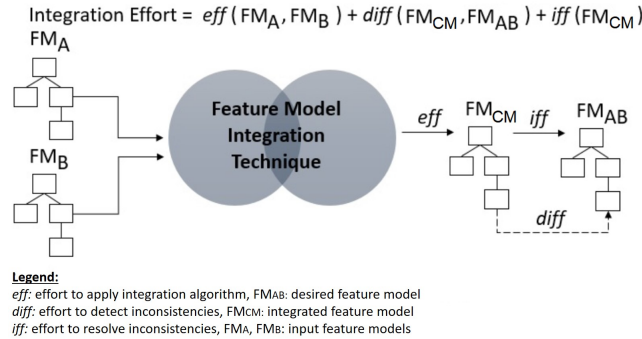 Integration Effort = eff ( FMA, FMB ) + diff ( FMCM, FMAB ) + iff ( FMCM )
FMA
Feature Model
Integration
Technique
eff
FMCM
iff
FMAB
FMB
diff
Legend:
eff: effort to apply integration algorithm, FMAB: desired feature model
diff: effort to detect inconsistencies, FMCM: integrated feature model
iff: effort to resolve inconsistencies, FMA, FMB: input feature models